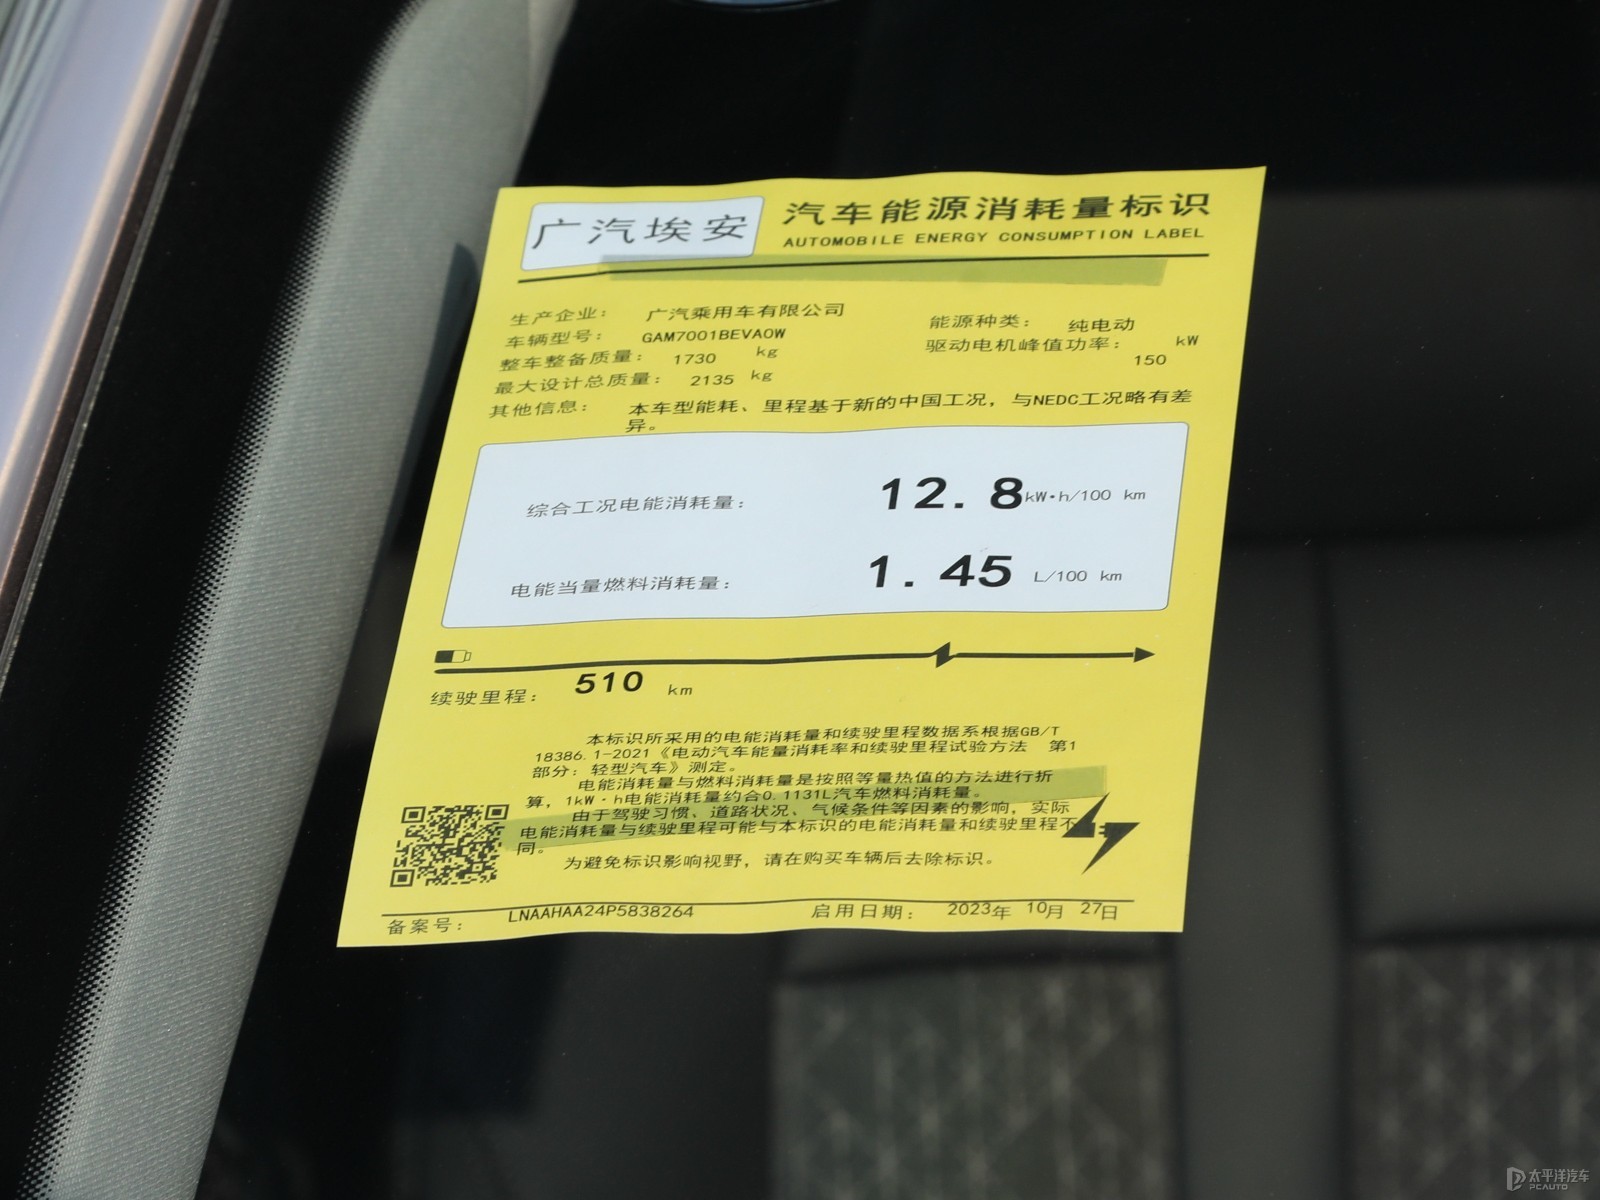 广汽埃安
汽车能源消耗量标识
AUTOMOBILE ENERGY CONSUMPTION LABEL
生产企业： 广汽乘用车有限公司
能源种类： 纯电动
车辆型号： GAM7001BEVA0W
驱动电机峰值功率： 150 kW
整车整备质量： 1730 kg
最大设计总质量： 2135 kg
其他信息： 本车型能耗、里程基于新的中国工况，与NEDC工况略有差
异。
综合工况电能消耗量： 12.8 kW·h/100 km
电能当量燃料消耗量： 1.45 L/100 km
续驶里程： 510 km
本标识所采用的电能消耗量和续驶里程数据系根据GB/T
18386.1-2021《电动汽车能量消耗率和续驶里程试验方法 第1
部分：轻型汽车》测定。
电能消耗量与燃料消耗量是按照等量热值的方法进行折
算，1kW·h电能消耗量约合0.1131L汽车燃料消耗量。
由于驾驶习惯、道路状况、气候条件等因素的影响，实际
电能消耗量与续驶里程可能与本标识的电能消耗量和续驶里程不
同。
为避免标识影响视野，请在购买车辆后去除标识。
备案号： LNAAHAA24P5838264
启用日期： 2023年 10月 27日
太平洋汽车
PCAUTO